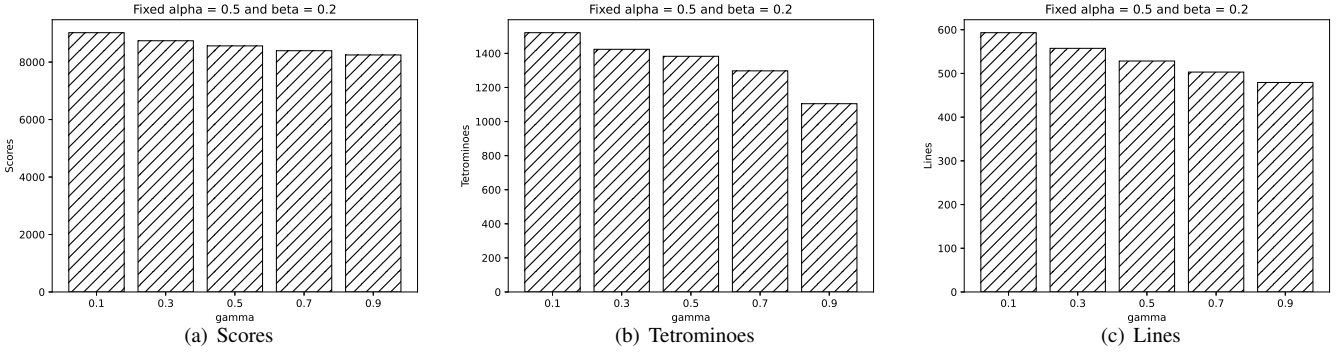 Fixed alpha = 0.5 and beta = 0.2
Scores
8000
6000
4000
2000
0
0.1 0.3 0.5 0.7 0.9
gamma
(a) Scores
Fixed alpha = 0.5 and beta = 0.2
Tetrominoes
1400
1200
1000
800
600
400
200
0
0.1 0.3 0.5 0.7 0.9
gamma
(b) Tetrominoes
Fixed alpha = 0.5 and beta = 0.2
Lines
600
500
400
300
200
100
0
0.1 0.3 0.5 0.7 0.9
gamma
(c) Lines